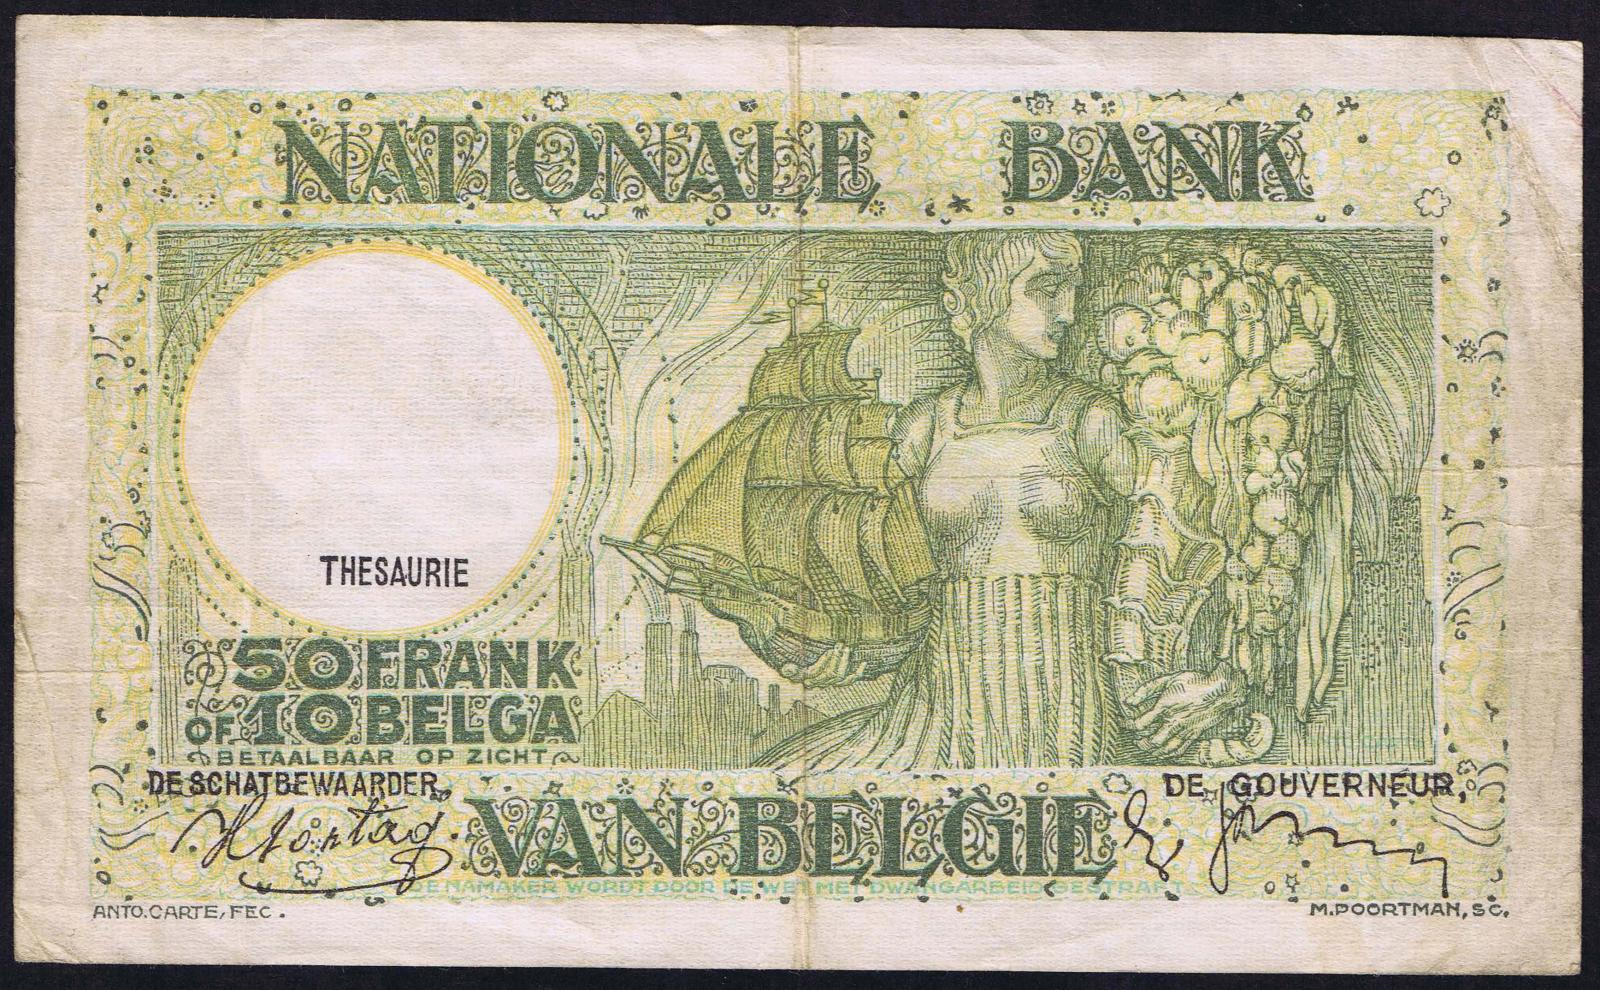 NATIONALE BANK
THESAURIE
50 FRANK
OF 10 BELGA
BETAALBAAR OP ZICHT
DE SCHATBEWAARDER,
DE GOUVERNEUR,
VAN BELGIE
DE NAMAKER WORDT DOOR DE WET MET DWANGARBEID GESTRAFT
ANTO.CARTE, FEC.
M.POORTMAN, SC.